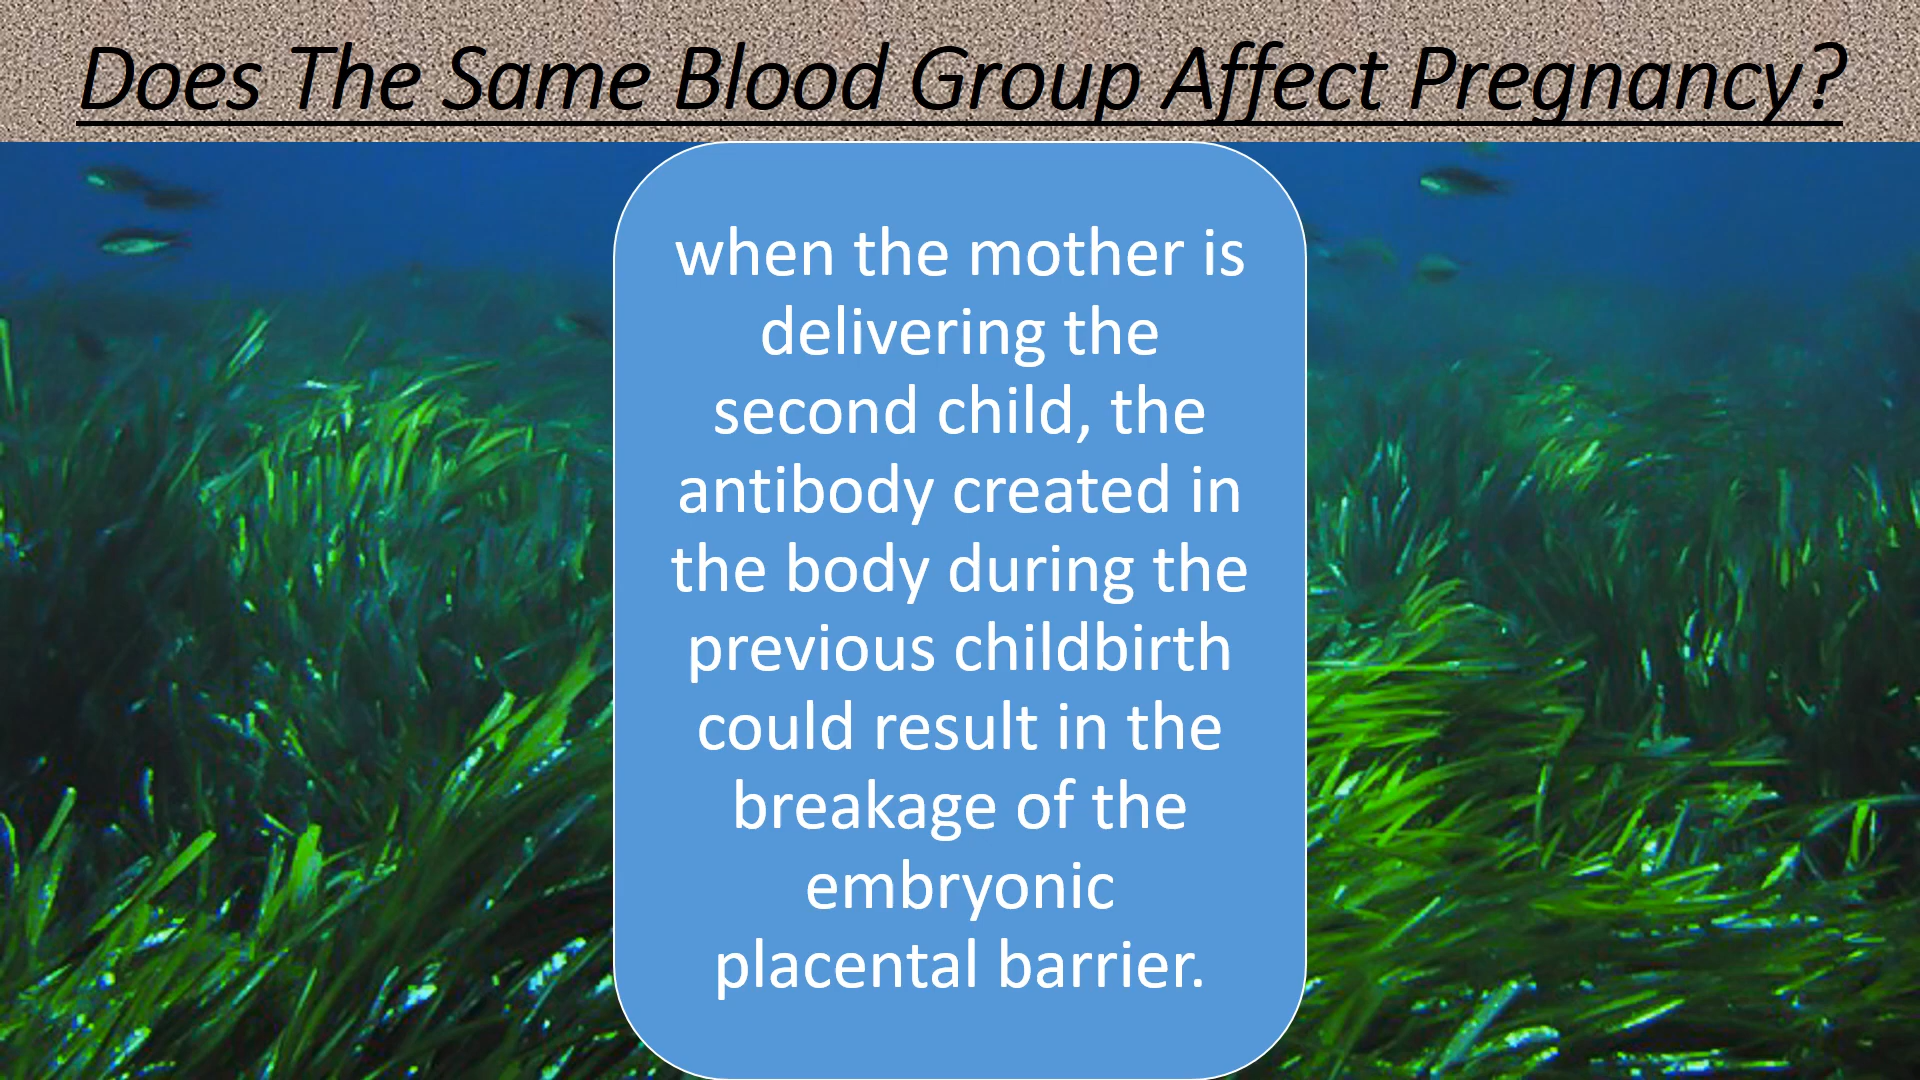 Does The Same Blood Group Affect Pregnancy?
when the mother is
delivering the
second child, the
antibody created in
the body during the
previous childbirth
could result in the
breakage of the
embryonic
placental barrier.